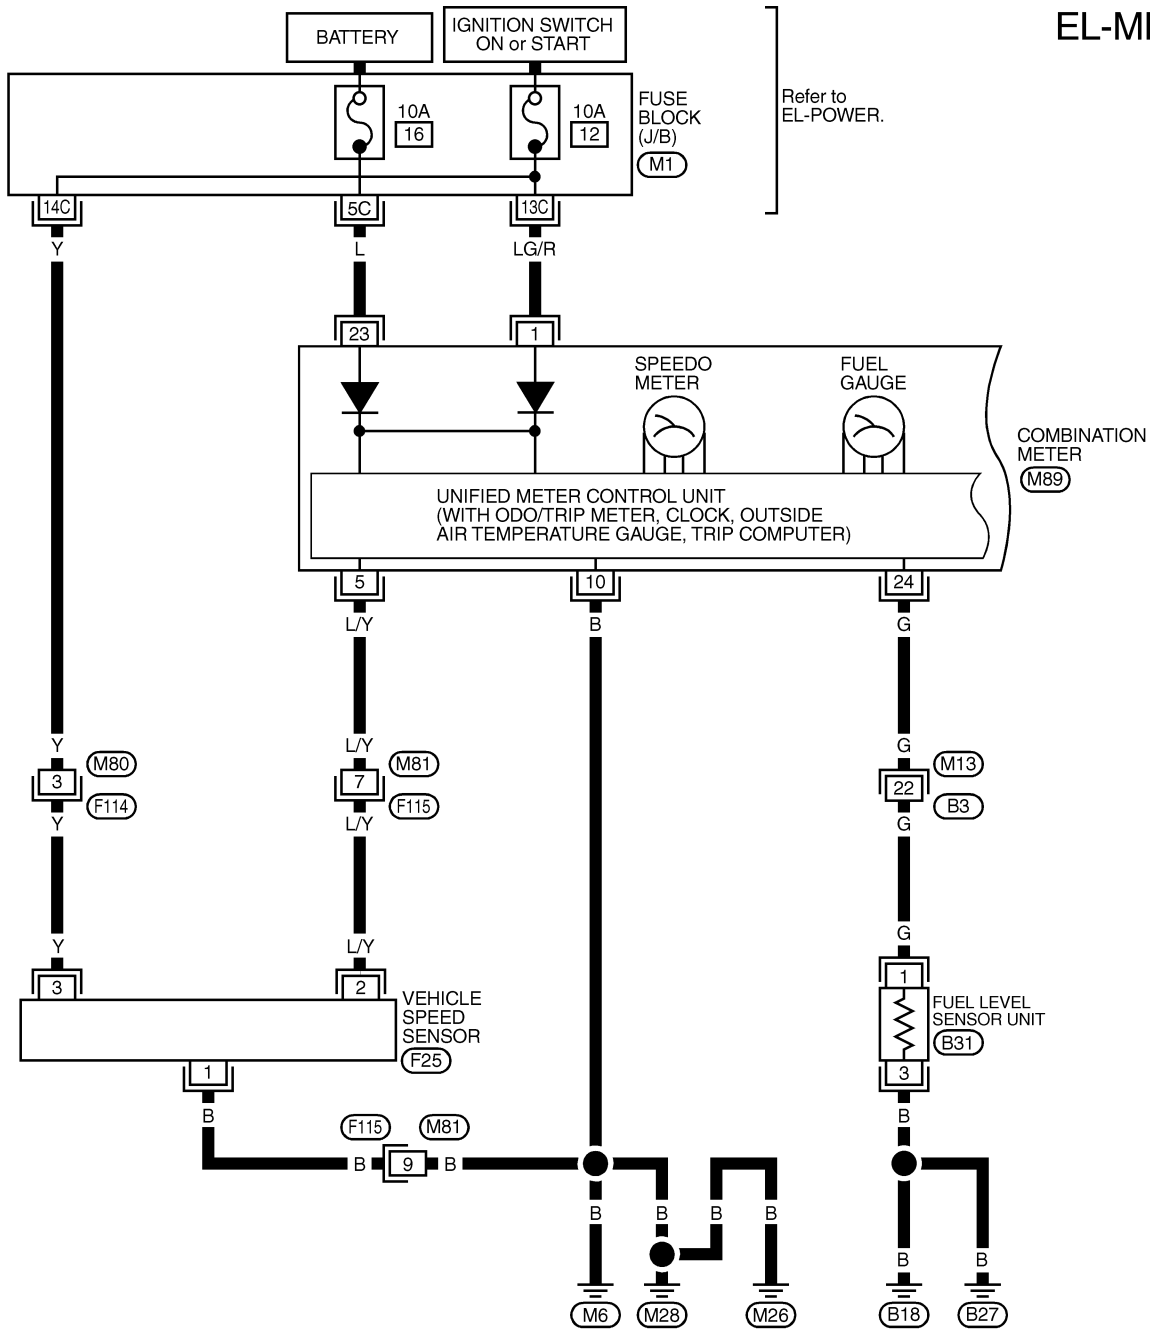 EL-MI
BATTERY
IGNITION SWITCH
ON or START
Refer to
EL-POWER.
FUSE
BLOCK
(J/B)
M1
10A
16
10A
12
14C
5C
13C
Y
L
LG/R
23
1
SPEEDO
METER
FUEL
GAUGE
COMBINATION
METER
M89
UNIFIED METER CONTROL UNIT
(WITH ODO/TRIP METER, CLOCK, OUTSIDE
AIR TEMPERATURE GAUGE, TRIP COMPUTER)
5
10
24
L/Y
B
G
Y
L/Y
G
M80
M81
M13
3
7
22
F114
F115
B3
Y
L/Y
G
Y
L/Y
G
3
2
1
VEHICLE
SPEED
SENSOR
F25
FUEL LEVEL
SENSOR UNIT
B31
1
3
B
B
F115
M81
B
9
B
B
B
B
B
B
B
M6
M28
M26
B18
B27